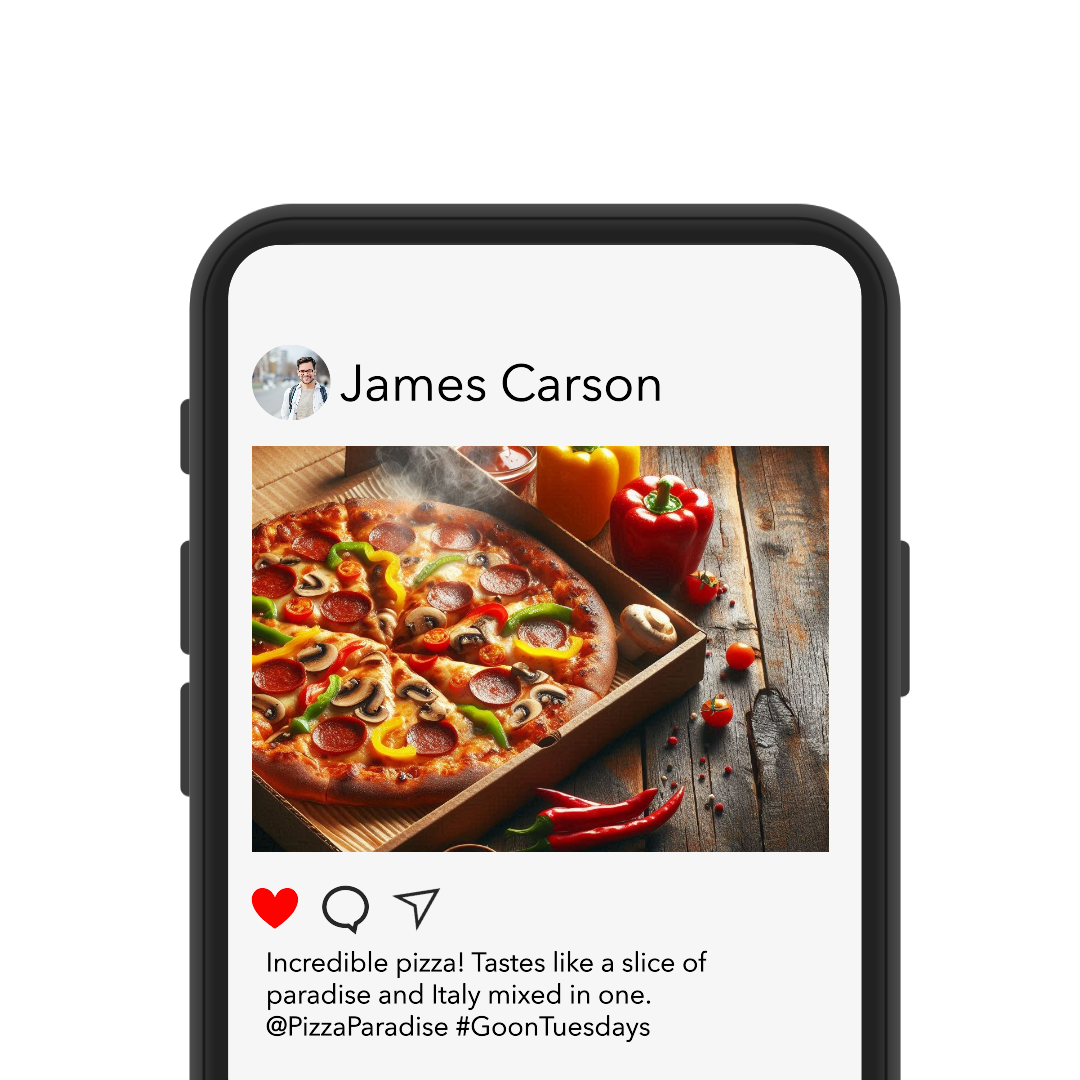 James Carson
Incredible pizza! Tastes like a slice of
paradise and Italy mixed in one.
@PizzaParadise #GoonTuesdays